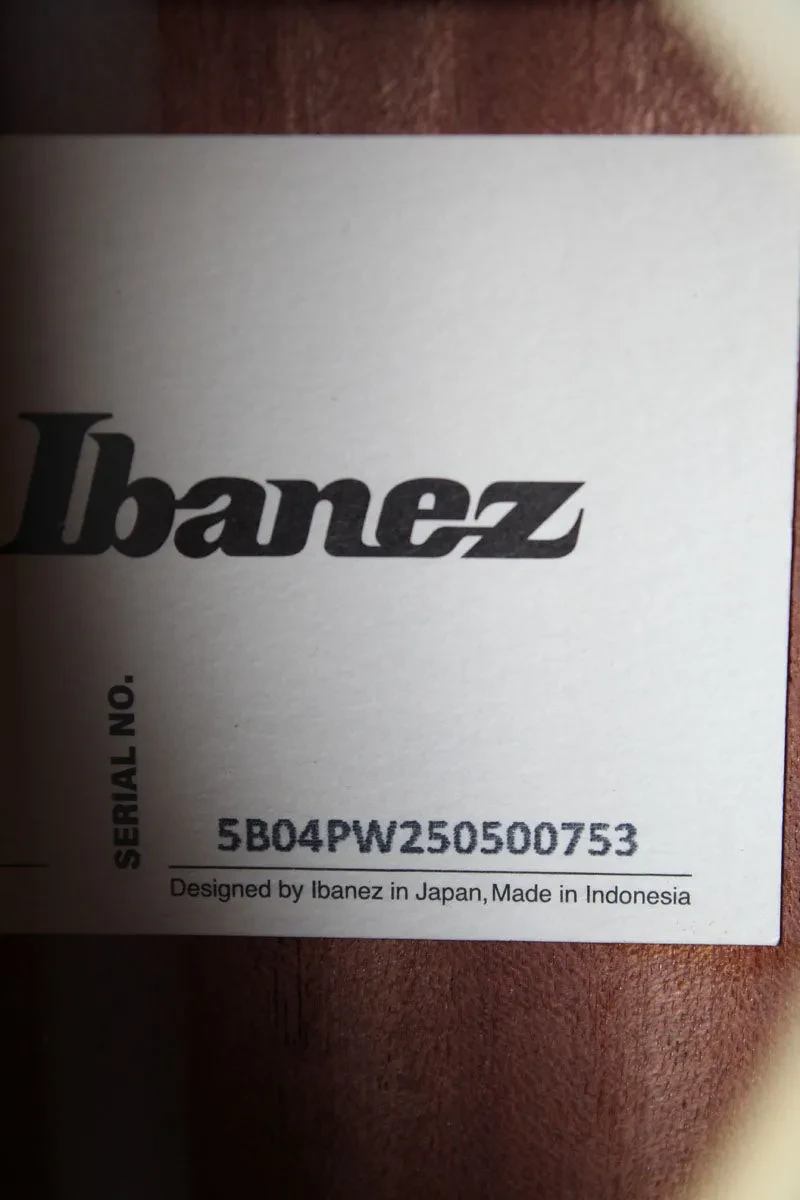 Ibanez
SERIAL NO.
5B04PW250500753
Designed by Ibanez in Japan, Made in Indonesia